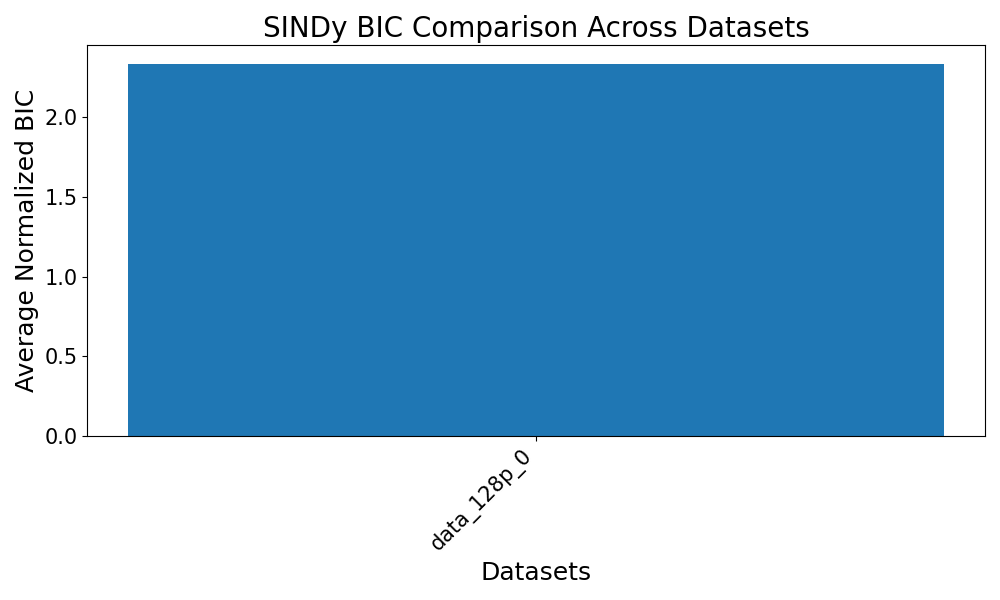 SINDy BIC Comparison Across Datasets
Average Normalized BIC
2.0
1.5
1.0
0.5
0.0
data_128p_0
Datasets